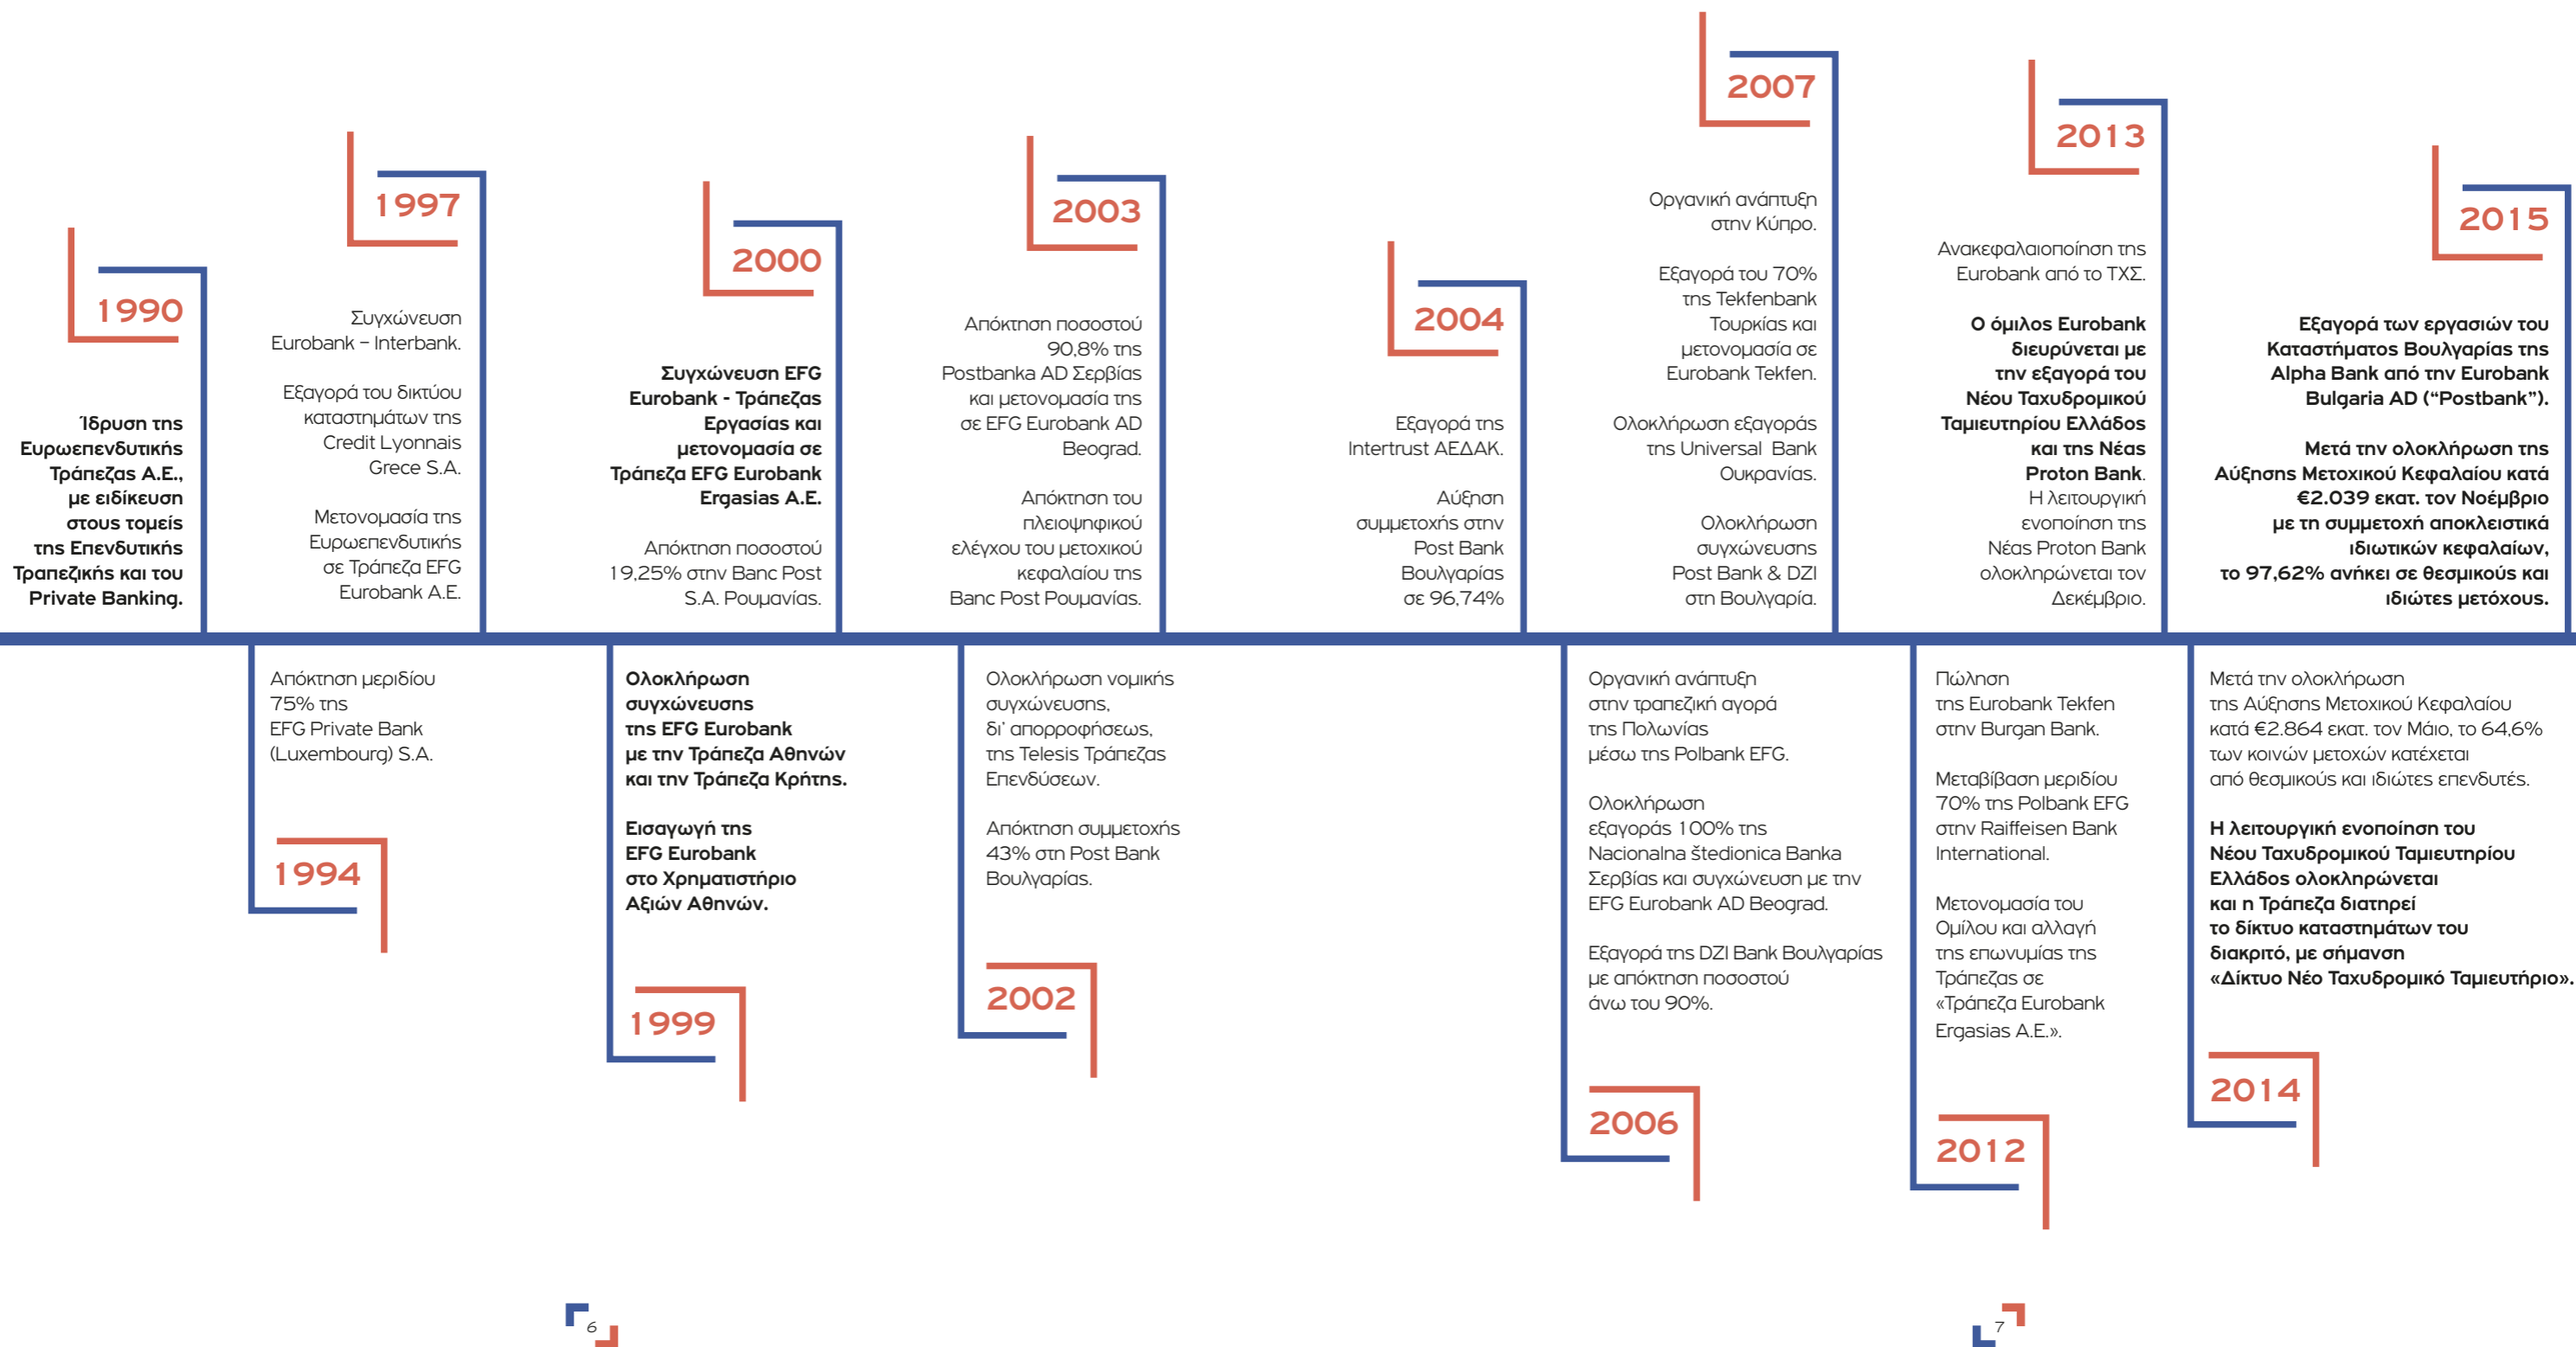 1990
Ίδρυση της
Ευρωεπενδυτικής
Τράπεζας Α.Ε.,
με ειδίκευση
στους τομείς
της Επενδυτικής
Τραπεζικής και του
Private Banking.
1994
Απόκτηση μεριδίου
75% της
EFG Private Bank
(Luxembourg) S.A.
1997
Συγχώνευση
Eurobank – Interbank.
Εξαγορά του δικτύου
καταστημάτων της
Credit Lyonnais
Grece S.A.
Μετονομασία της
Ευρωεπενδυτικής
σε Τράπεζα EFG
Eurobank Α.Ε.
1999
Ολοκλήρωση
συγχώνευσης
της EFG Eurobank
με την Τράπεζα Αθηνών
και την Τράπεζα Κρήτης.
Εισαγωγή της
EFG Eurobank
στο Χρηματιστήριο
Αξιών Αθηνών.
2000
Συγχώνευση EFG
Eurobank - Τράπεζας
Εργασίας και
μετονομασία σε
Τράπεζα EFG Eurobank
Ergasias Α.Ε.
Απόκτηση ποσοστού
19,25% στην Banc Post
S.A. Ρουμανίας.
2002
Ολοκλήρωση νομικής
συγχώνευσης,
δι’ απορροφήσεως,
της Telesis Τράπεζας
Επενδύσεων.
Απόκτηση συμμετοχής
43% στη Post Bank
Βουλγαρίας.
2003
Απόκτηση ποσοστού
90,8% της
Postbanka AD Σερβίας
και μετονομασία της
σε EFG Eurobank AD
Beograd.
Απόκτηση του
πλειοψηφικού
ελέγχου του μετοχικού
κεφαλαίου της
Banc Post Ρουμανίας.
2004
Εξαγορά της
Intertrust ΑΕΔΑΚ.
Αύξηση
συμμετοχής στην
Post Bank
Βουλγαρίας
σε 96,74%
2006
Οργανική ανάπτυξη
στην τραπεζική αγορά
της Πολωνίας
μέσω της Polbank EFG.
Ολοκλήρωση
εξαγοράς 100% της
Nacionalna štedionica Banka
Σερβίας και συγχώνευση με την
EFG Eurobank AD Beograd.
Εξαγορά της DZI Bank Βουλγαρίας
με απόκτηση ποσοστού
άνω του 90%.
2007
Οργανική ανάπτυξη
στην Κύπρο.
Εξαγορά του 70%
της Tekfenbank
Τουρκίας και
μετονομασία σε
Eurobank Tekfen.
Ολοκλήρωση εξαγοράς
της Universal Bank
Ουκρανίας.
Ολοκλήρωση
συγχώνευσης
Post Bank & DZI
στη Βουλγαρία.
2012
Πώληση
της Eurobank Tekfen
στην Burgan Bank.
Μεταβίβαση μεριδίου
70% της Polbank EFG
στην Raiffeisen Bank
International.
Μετονομασία του
Ομίλου και αλλαγή
της επωνυμίας της
Τράπεζας σε
«Τράπεζα Eurobank
Ergasias Α.Ε.».
2013
Ανακεφαλαιοποίηση της
Eurobank από το ΤΧΣ.
Ο όμιλος Eurobank
διευρύνεται με
την εξαγορά του
Νέου Ταχυδρομικού
Ταμιευτηρίου Ελλάδος
και της Νέας
Proton Bank.
Η λειτουργική
ενοποίηση της
Νέας Proton Bank
ολοκληρώνεται τον
Δεκέμβριο.
2014
Μετά την ολοκλήρωση
της Αύξησης Μετοχικού Κεφαλαίου
κατά €2.864 εκατ. τον Μάιο, το 64,6%
των κοινών μετοχών κατέχεται
από θεσμικούς και ιδιώτες επενδυτές.
Η λειτουργική ενοποίηση του
Νέου Ταχυδρομικού Ταμιευτηρίου
Ελλάδος ολοκληρώνεται
και η Τράπεζα διατηρεί
το δίκτυο καταστημάτων του
διακριτό, με σήμανση
«Δίκτυο Νέο Ταχυδρομικό Ταμιευτήριο».
2015
Εξαγορά των εργασιών του
Καταστήματος Βουλγαρίας της
Alpha Bank από την Eurobank
Bulgaria AD (“Postbank”).
Μετά την ολοκλήρωση της
Αύξησης Μετοχικού Κεφαλαίου κατά
€2.039 εκατ. τον Νοέμβριο
με τη συμμετοχή αποκλειστικά
ιδιωτικών κεφαλαίων,
το 97,62% ανήκει σε θεσμικούς και
ιδιώτες μετόχους.
6
7